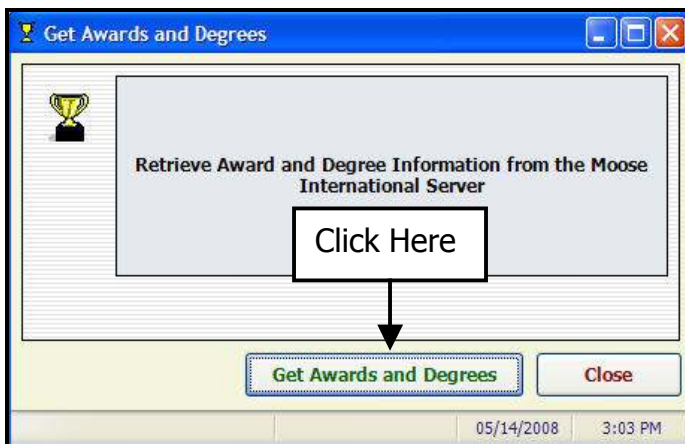 Get Awards and Degrees
Retrieve Award and Degree Information from the Moose
International Server
Click Here
Get Awards and Degrees
Close
05/14/2008
3:03 PM